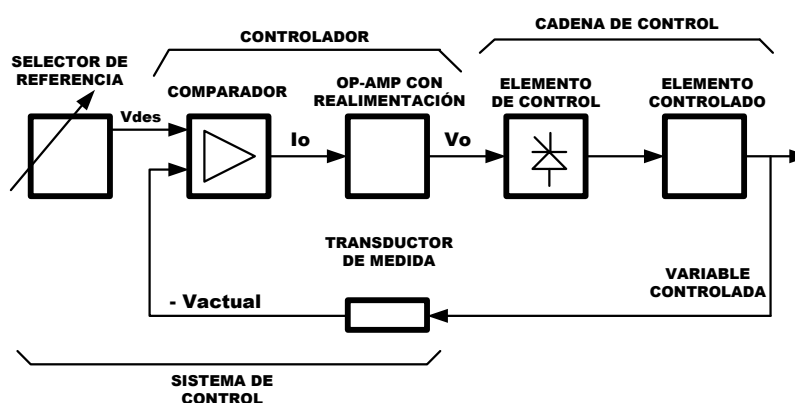 CONTROLADOR
CADENA DE CONTROL
SELECTOR DE
REFERENCIA
COMPARADOR
OP-AMP CON
REALIMENTACIÓN
ELEMENTO
DE CONTROL
ELEMENTO
CONTROLADO
Vdes
Io
Vo
TRANSDUCTOR
DE MEDIDA
VARIABLE
CONTROLADA
- Vactual
SISTEMA DE
CONTROL